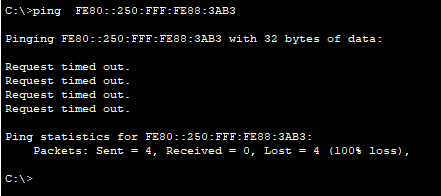 C:\>ping  FE80::250:FFF:FE88:3AB3
Pinging FE80::250:FFF:FE88:3AB3 with 32 bytes of data:
Request timed out.
Request timed out.
Request timed out.
Request timed out.
Ping statistics for FE80::250:FFF:FE88:3AB3:
    Packets: Sent = 4, Received = 0, Lost = 4 (100% loss),
C:\>